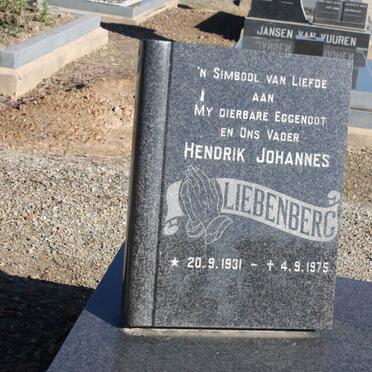 JANSEN VAN VUUREN
'N SIMBOOL VAN LIEFDE
AAN
MY DIERBARE EGGENOOT
EN ONS VADER
HENDRIK JOHANNES
LIEBENBERG
★ 20.9.1931 – ✝ 4.9.1975